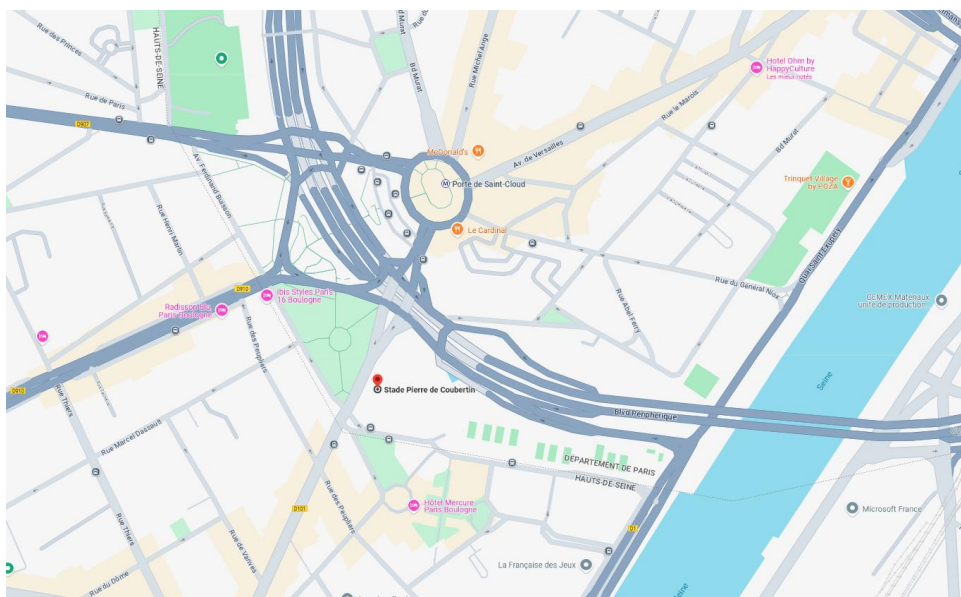 Rue des Princes
HAUTS-DE-SEINE
Rue du
Bd Murat
Bd Murat
Rue Michel Ange
Hotel Ohm by
HappyCulture
Les mieux notés
Rue de Paris
D907
Rue le Marois
Bd Murat
McDonald's
Av. de Versailles
Porte de Saint-Cloud
Trinquet Village
by POZA
Av. Ferdinand Buisson
Rue Henri Martin
Le Cardinal
Quai Saint-Exupéry
Rue du Général Niox
D910
Ibis Styles Paris
16 Boulogne
Radisson Blu
Paris Boulogne
Rue Abel Ferry
CEMEX Matériaux
unité de production
Rue des Peupliers
Seine
Stade Pierre de Coubertin
D910
Rue Thiers
Blvd Périphérique
Rue Marcel Dassault
DÉPARTEMENT DE PARIS
HAUTS-DE-SEINE
Hôtel Mercure
Paris Boulogne
Rue des Peupliers
D101
Microsoft France
Rue Thiers
D1
Rue de Vanves
La Française des Jeux
Rue du Dôme